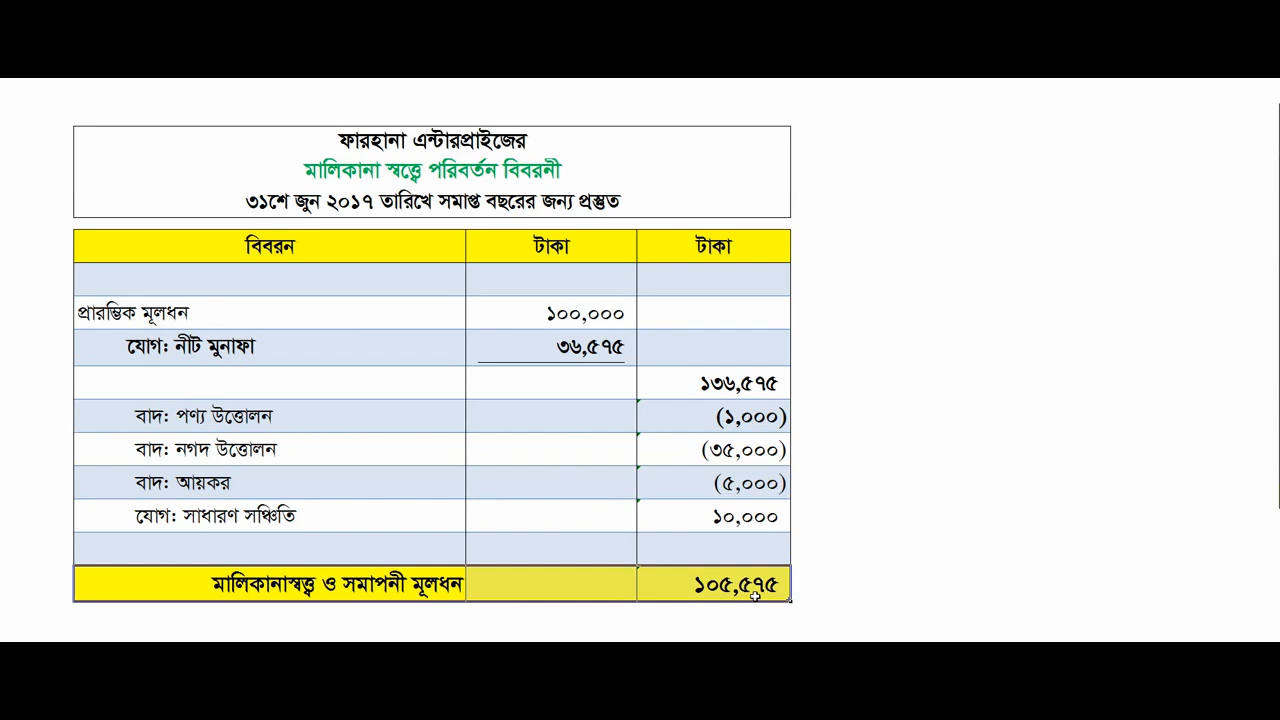 ফারহানা এন্টারপ্রাইজের
মালিকানা স্বত্ত্বে পরিবর্তন বিবরনী
৩১শে জুন ২০১৭ তারিখে সমাপ্ত বছরের জন্য প্রস্তুত
বিবরন টাকা টাকা
প্রারম্ভিক মূলধন ১০০,০০০
যোগ: নীট মুনাফা ৩৬,৫৭৫
১৩৬,৫৭৫
বাদ: পণ্য উত্তোলন (১,০০০)
বাদ: নগদ উত্তোলন (৩৫,০০০)
বাদ: আয়কর (৫,০০০)
যোগ: সাধারণ সঞ্চিতি ১০,০০০
মালিকানাস্বত্ত্ব ও সমাপনী মূলধন ১০৫,৫৭৫